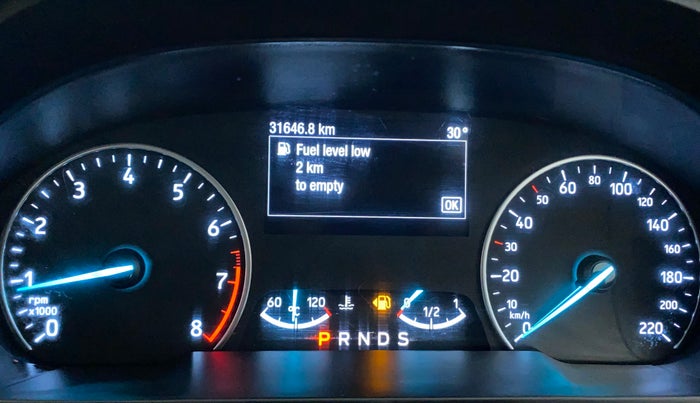 31646.8 km 30°
Fuel level low
2 km
to empty
OK
0 1 2 3 4 5 6 7 8
rpm
x1000
60 120
°C
0 1/2 1
P R N D S
0 10 20 30 40 50 60 80 100 120 140 160 180 200 220
km/h